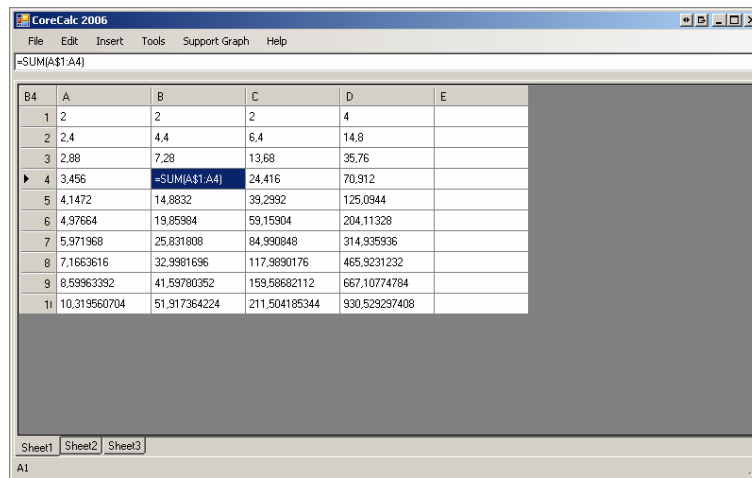 CoreCalc 2006
File Edit Insert Tools Support Graph Help
=SUM(A$1:A4)
B4 A B C D E
1 2 2 2 4
2 2,4 4,4 6,4 14,8
3 2,88 7,28 13,68 35,76
4 3,456 =SUM(A$1:A4) 24,416 70,912
5 4,1472 14,8832 39,2992 125,0944
6 4,97664 19,85984 59,15904 204,11328
7 5,971968 25,831808 84,990848 314,935936
8 7,1663616 32,9981696 117,9890176 465,9231232
9 8,59963392 41,59780352 159,58682112 667,10774784
10 10,319560704 51,917364224 211,504185344 930,529297408
Sheet1 Sheet2 Sheet3
A1